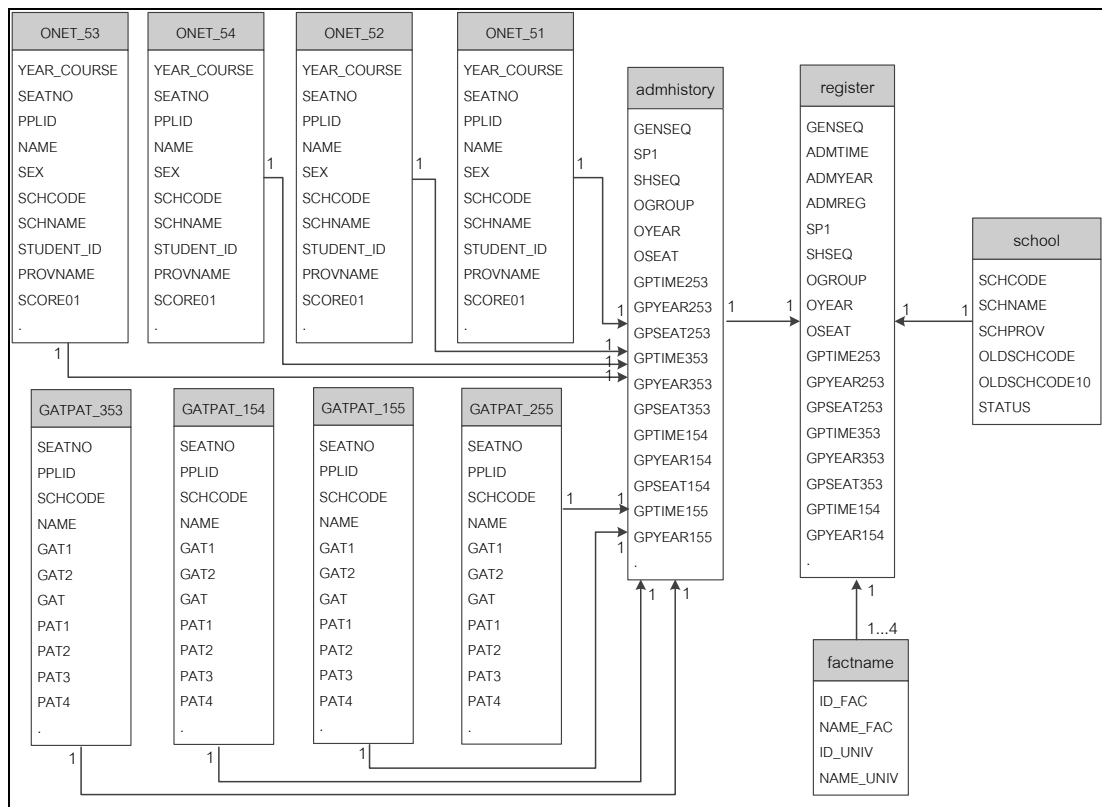 ONET_53
YEAR_COURSE
SEATNO
PPLID
NAME
SEX
SCHCODE
SCHNAME
STUDENT_ID
PROVNAME
SCORE01
.
1
ONET_54
YEAR_COURSE
SEATNO
PPLID
NAME
SEX
SCHCODE
SCHNAME
STUDENT_ID
PROVNAME
SCORE01
.
1
ONET_52
YEAR_COURSE
SEATNO
PPLID
NAME
SEX
SCHCODE
SCHNAME
STUDENT_ID
PROVNAME
SCORE01
.
1
ONET_51
YEAR_COURSE
SEATNO
PPLID
NAME
SEX
SCHCODE
SCHNAME
STUDENT_ID
PROVNAME
SCORE01
.
1
GATPAT_353
SEATNO
PPLID
SCHCODE
NAME
GAT1
GAT2
GAT
PAT1
PAT2
PAT3
PAT4
.
1
GATPAT_154
SEATNO
PPLID
SCHCODE
NAME
GAT1
GAT2
GAT
PAT1
PAT2
PAT3
PAT4
.
1
GATPAT_155
SEATNO
PPLID
SCHCODE
NAME
GAT1
GAT2
GAT
PAT1
PAT2
PAT3
PAT4
.
1
GATPAT_255
SEATNO
PPLID
SCHCODE
NAME
GAT1
GAT2
GAT
PAT1
PAT2
PAT3
PAT4
.
1
1
1
1
1
1
1
1
1
admhistory
GENSEQ
SP1
SHSEQ
OGROUP
OYEAR
OSEAT
GPTIME253
GPYEAR253
GPSEAT253
GPTIME353
GPYEAR353
GPSEAT353
GPTIME154
GPYEAR154
GPSEAT154
GPTIME155
GPYEAR155
.
1
1
register
GENSEQ
ADMTIME
ADMYEAR
ADMREG
SP1
SHSEQ
OGROUP
OYEAR
OSEAT
GPTIME253
GPYEAR253
GPSEAT253
GPTIME353
GPYEAR353
GPSEAT353
GPTIME154
GPYEAR154
.
1
1
school
SCHCODE
SCHNAME
SCHPROV
OLDSCHCODE
OLDSCHCODE10
STATUS
1
1...4
factname
ID_FAC
NAME_FAC
ID_UNIV
NAME_UNIV